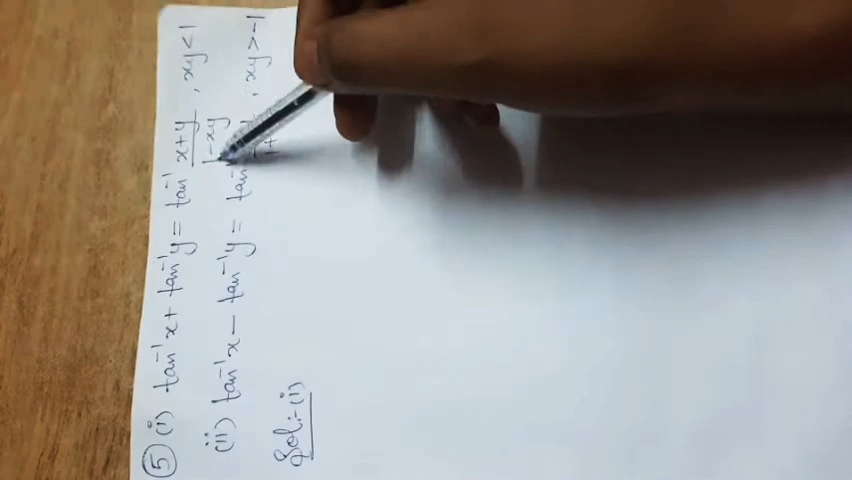 ⑤ (i) tan⁻¹x + tan⁻¹y = tan⁻¹ (x+y)/(1-xy) , xy < 1
(ii) tan⁻¹x - tan⁻¹y = tan⁻¹ , xy > -1
Sol:-(i)